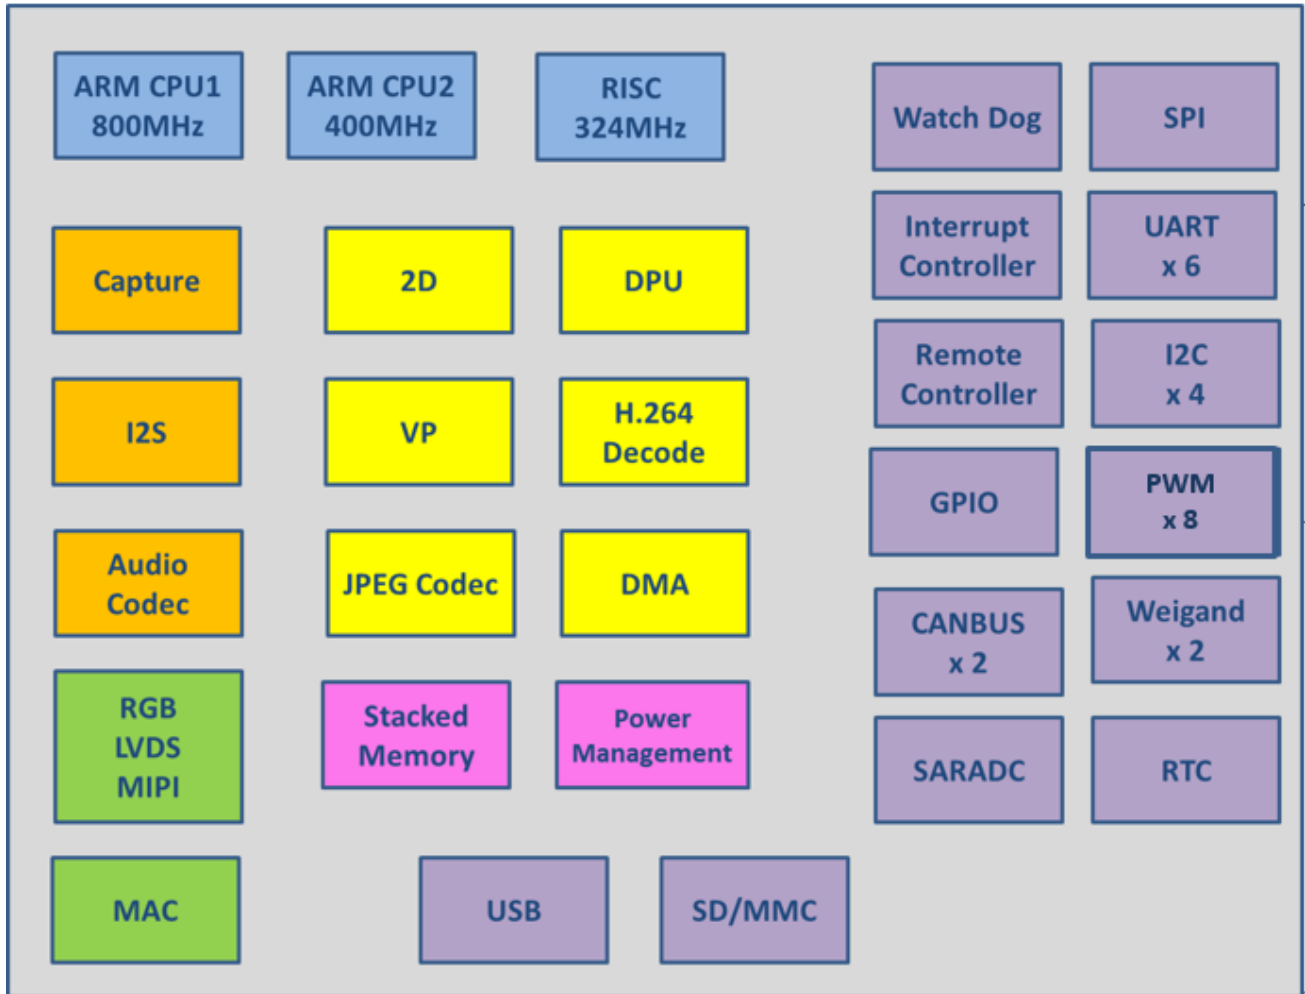 ARM CPU1
800MHz
ARM CPU2
400MHz
RISC
324MHz
Watch Dog
SPI
Interrupt
Controller
UART
x 6
Capture
2D
DPU
Remote
Controller
I2C
x 4
I2S
VP
H.264
Decode
GPIO
PWM
x 8
Audio
Codec
JPEG Codec
DMA
CANBUS
x 2
Weigand
x 2
RGB
LVDS
MIPI
Stacked
Memory
Power
Management
SARADC
RTC
MAC
USB
SD/MMC